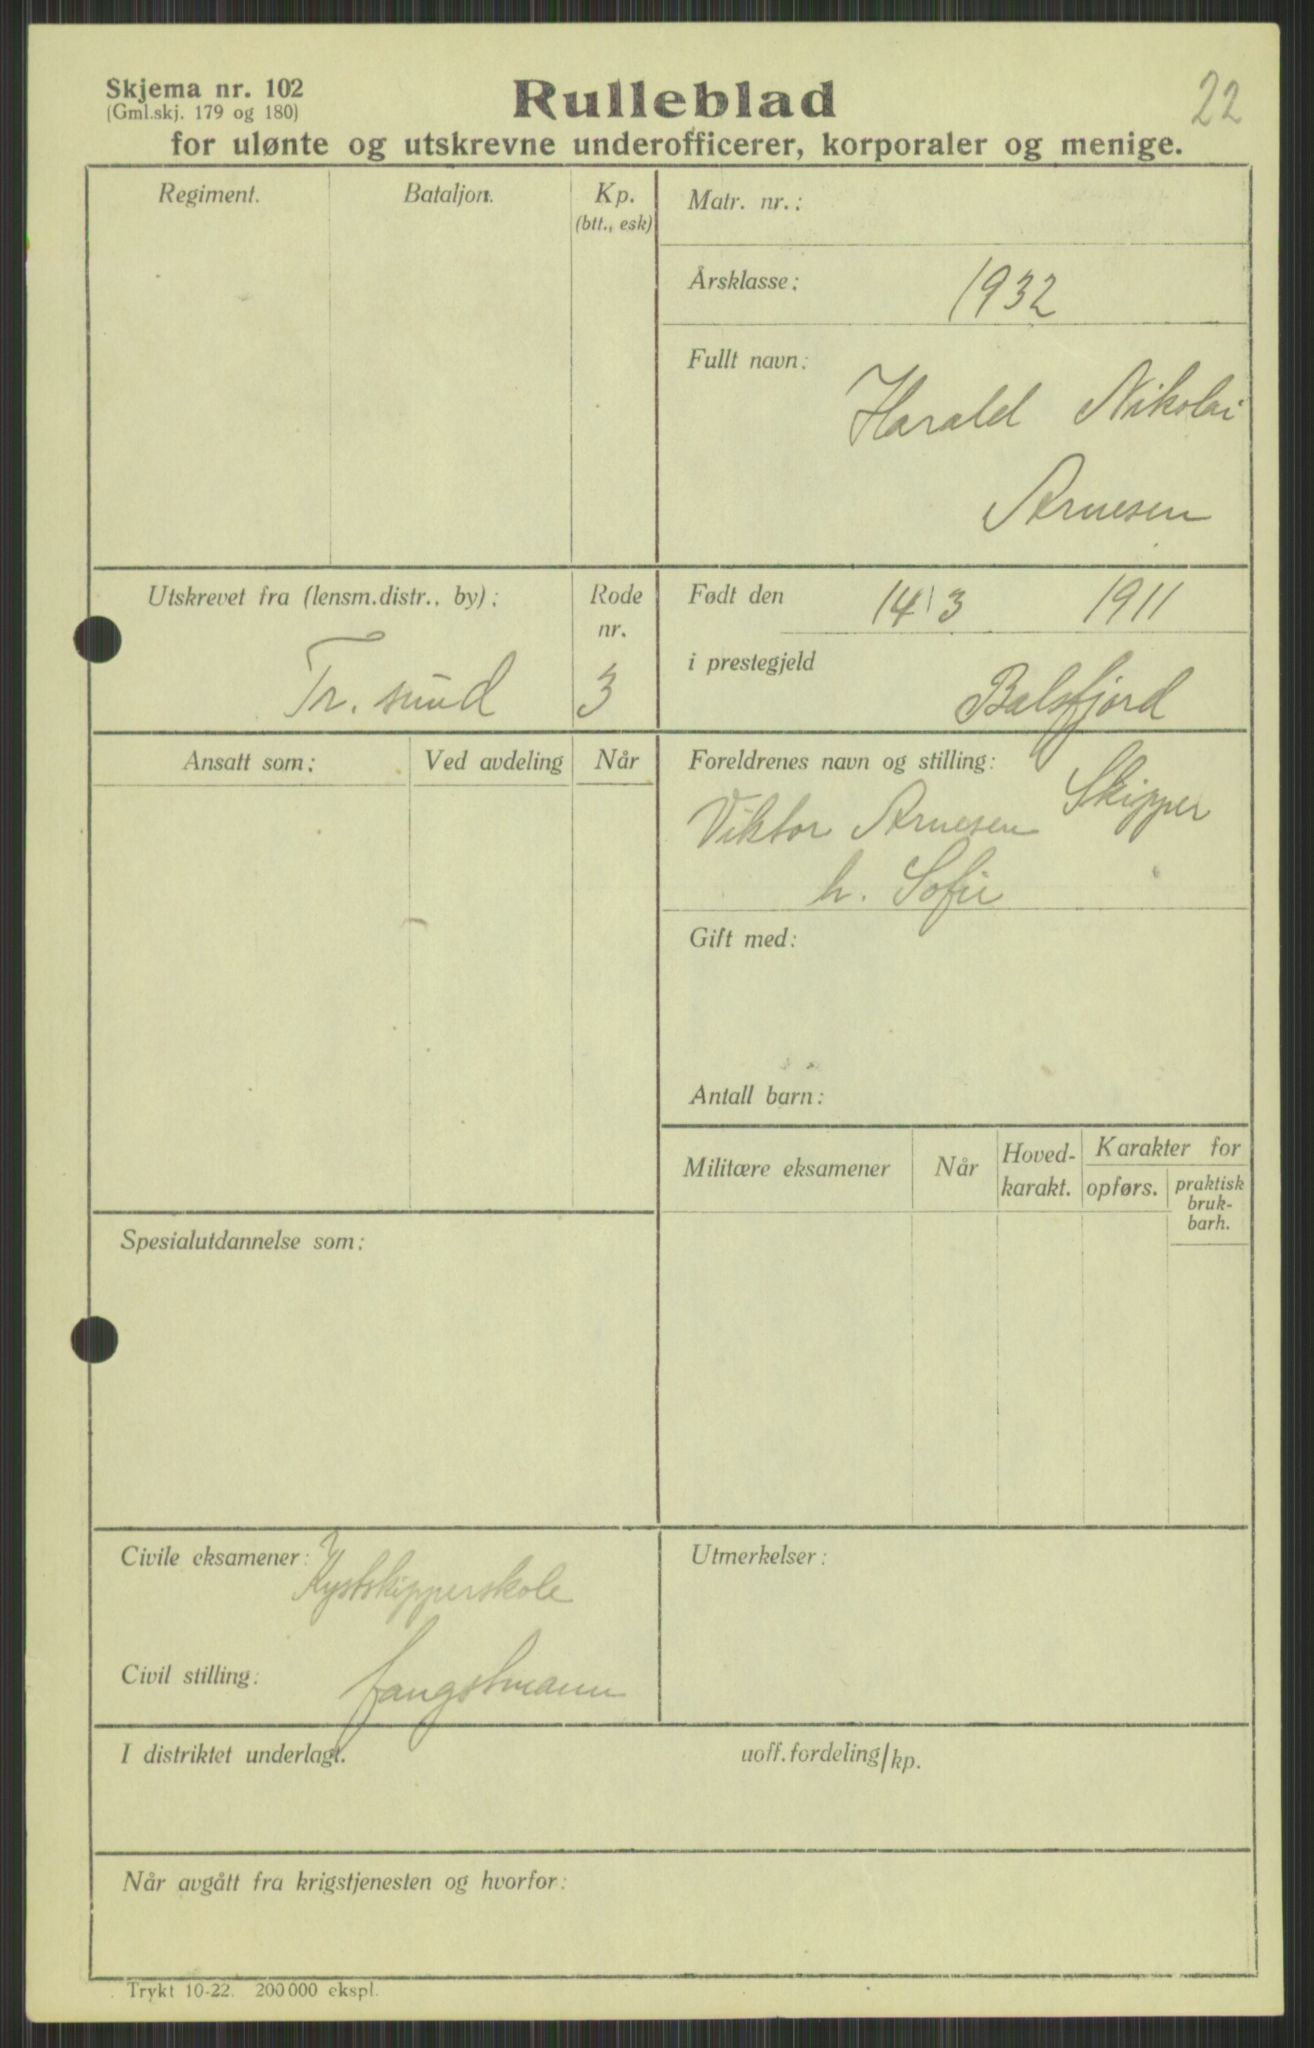 Skjema nr. 102
(Gml.skj. 179 og 180)
Rulleblad
22
for ulønte og utskrevne underofficerer, korporaler og menige.
Regiment.
Bataljon.
Kp.
(btt., esk)
Matr. nr.:
Årsklasse: 1932
Fullt navn: Harald Nikolai
Arnesen
Utskrevet fra (lensm.distr., by):
Tr. sund
Rode
nr.
3
Født den 14/3 1911
i prestegjeld Balsfjord
Ansatt som:
Ved avdeling
Når
Foreldrenes navn og stilling:
Viktor Arnesen Skipper
h. Sofie
Gift med:
Antall barn:
Militære eksamener
Når
Hoved-
karakt.
Karakter for
opførs.
praktisk
bruk-
barh.
Spesialutdannelse som:
Civile eksamener: Kystskipperskole
Civil stilling: fangstmann
Utmerkelser:
I distriktet underlagt.
uoff. fordeling/kp.
Når avgått fra krigstjenesten og hvorfor:
Trykt 10-22. 200 000 ekspl.